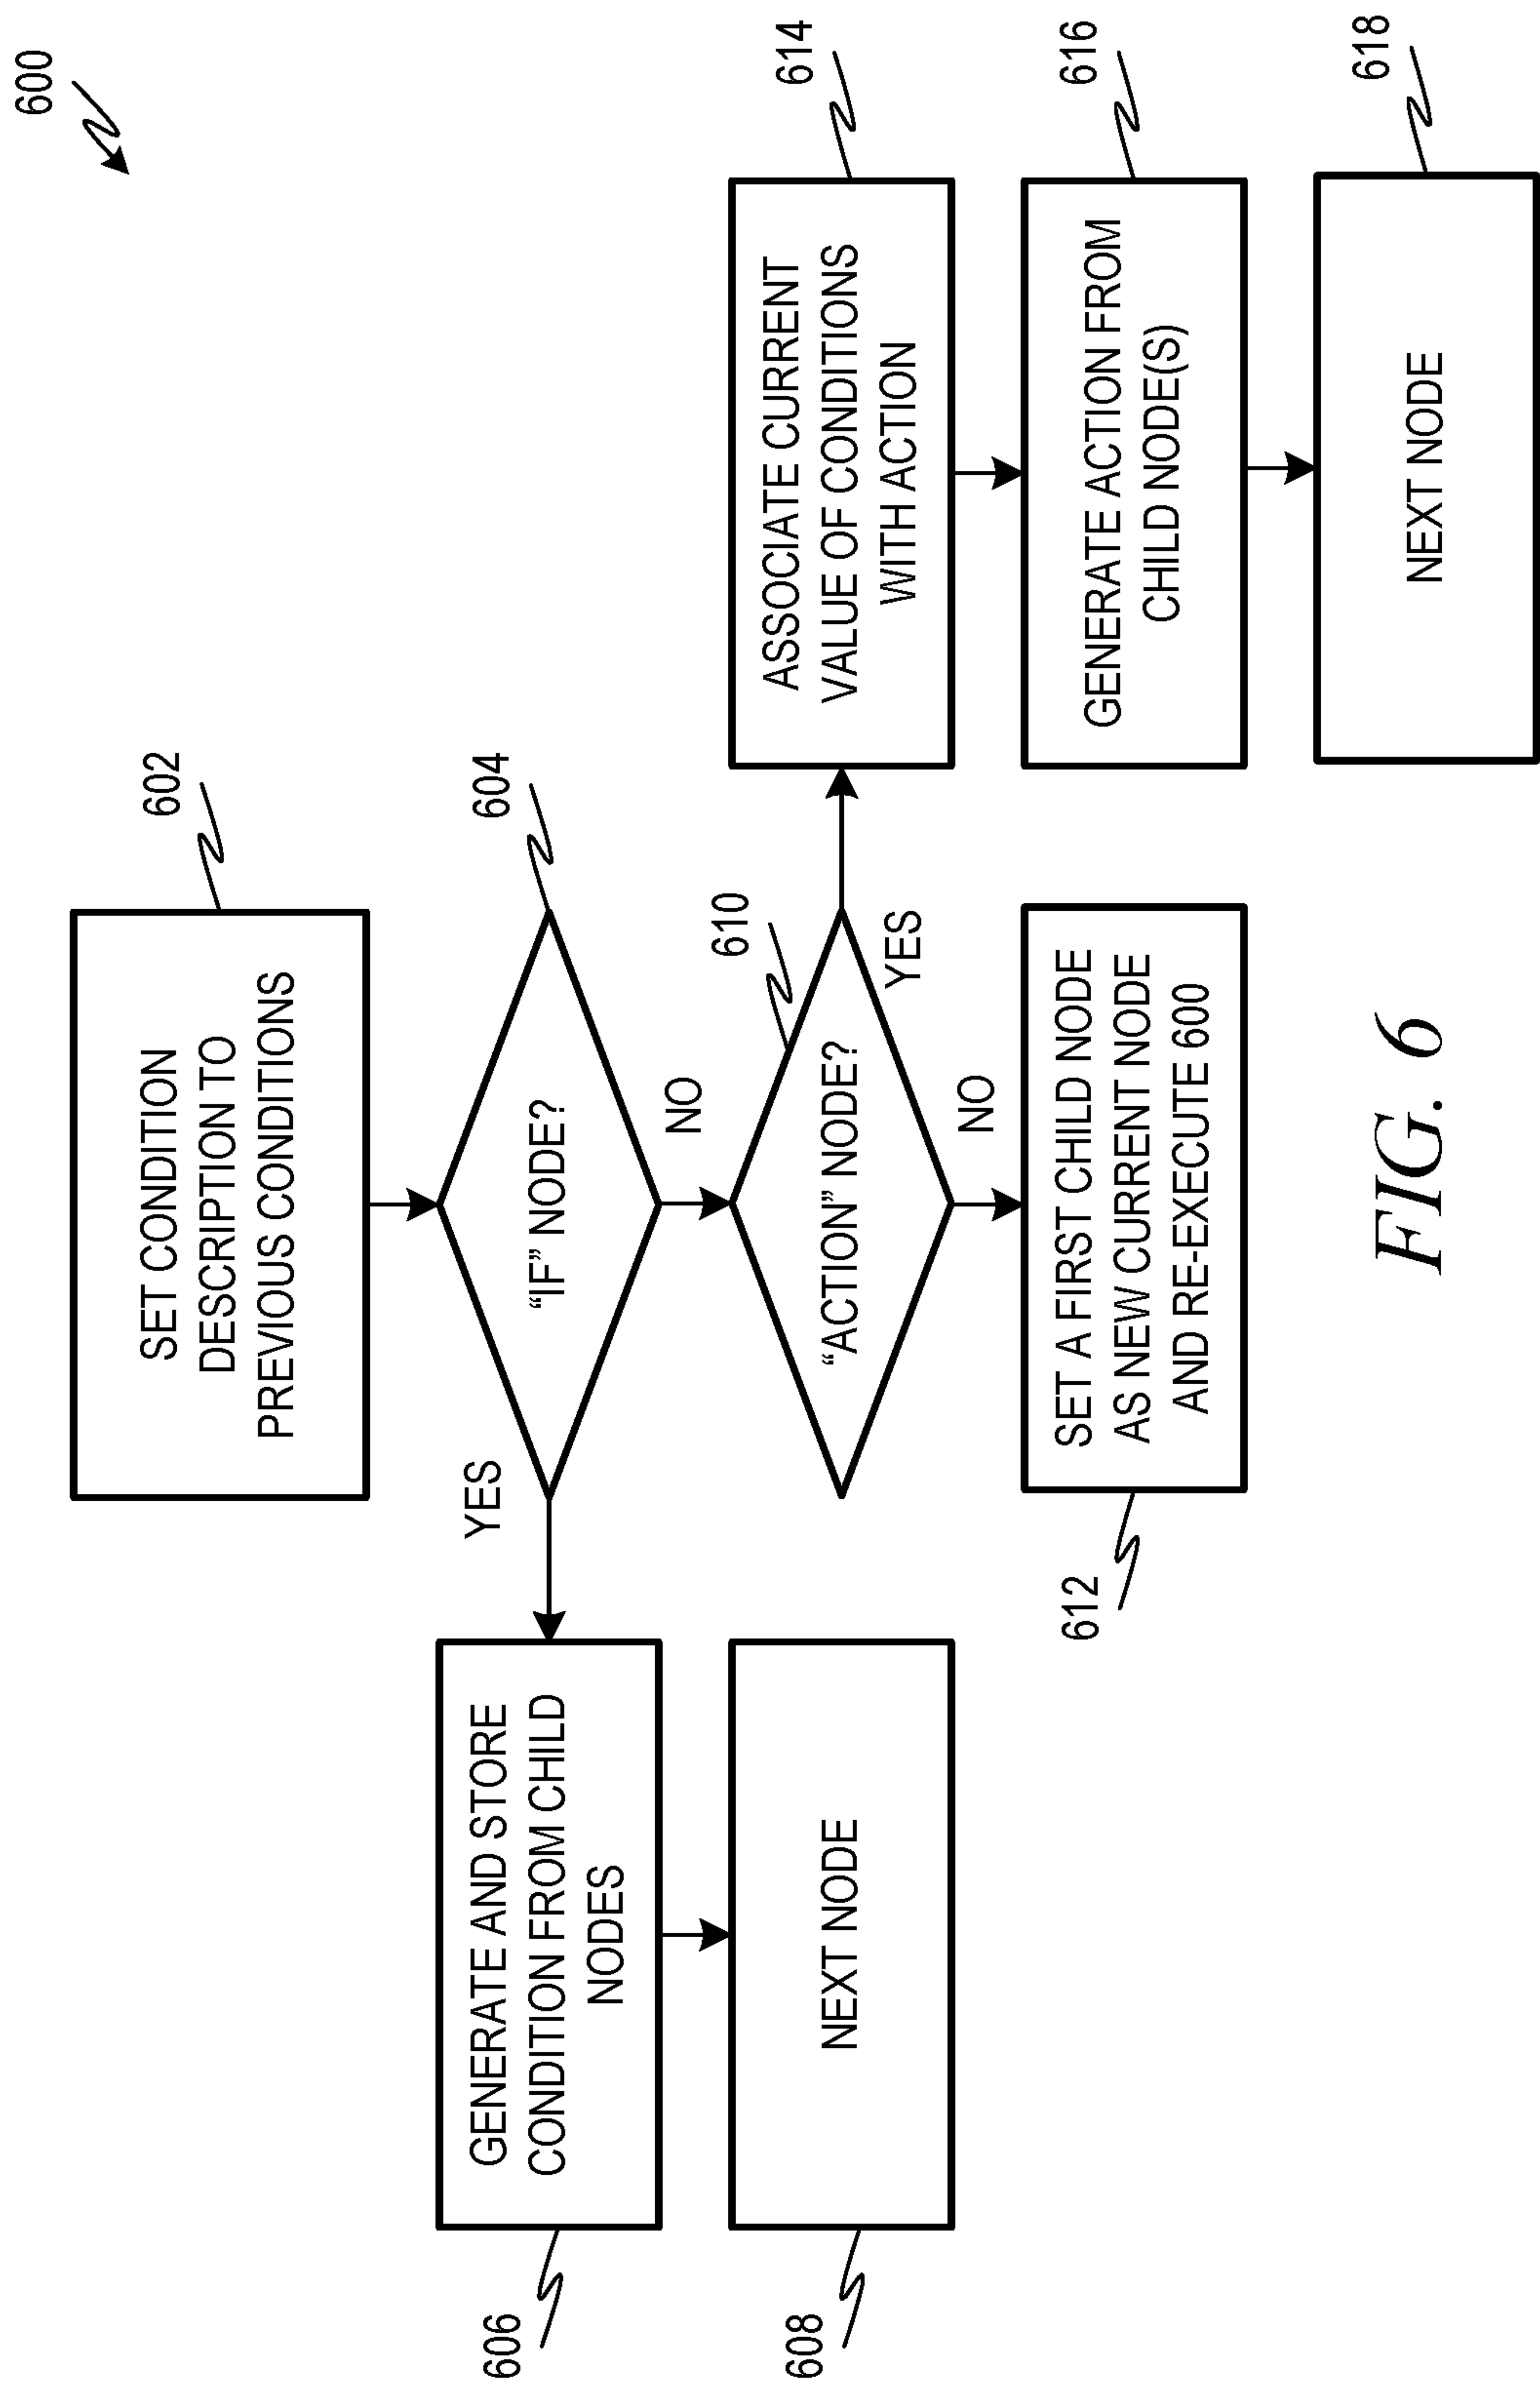 600
602
SET CONDITION
DESCRIPTION TO
PREVIOUS CONDITIONS
604
"IF" NODE?
YES
NO
606
GENERATE AND STORE
CONDITION FROM CHILD
NODES
608
NEXT NODE
610
“ACTION” NODE?
YES
NO
612
SET A FIRST CHILD NODE
AS NEW CURRENT NODE
AND RE-EXECUTE 600
614
ASSOCIATE CURRENT
VALUE OF CONDITIONS
WITH ACTION
616
GENERATE ACTION FROM
CHILD NODE(S)
618
NEXT NODE
FIG. 6